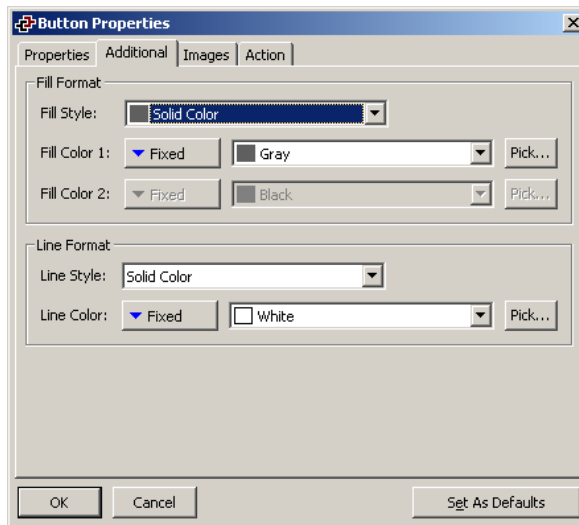 Button Properties
Properties Additional Images Action
Fill Format
Fill Style: Solid Color
Fill Color 1: Fixed Gray Pick...
Fill Color 2: Fixed Black Pick...
Line Format
Line Style: Solid Color
Line Color: Fixed White Pick...
OK Cancel Set As Defaults